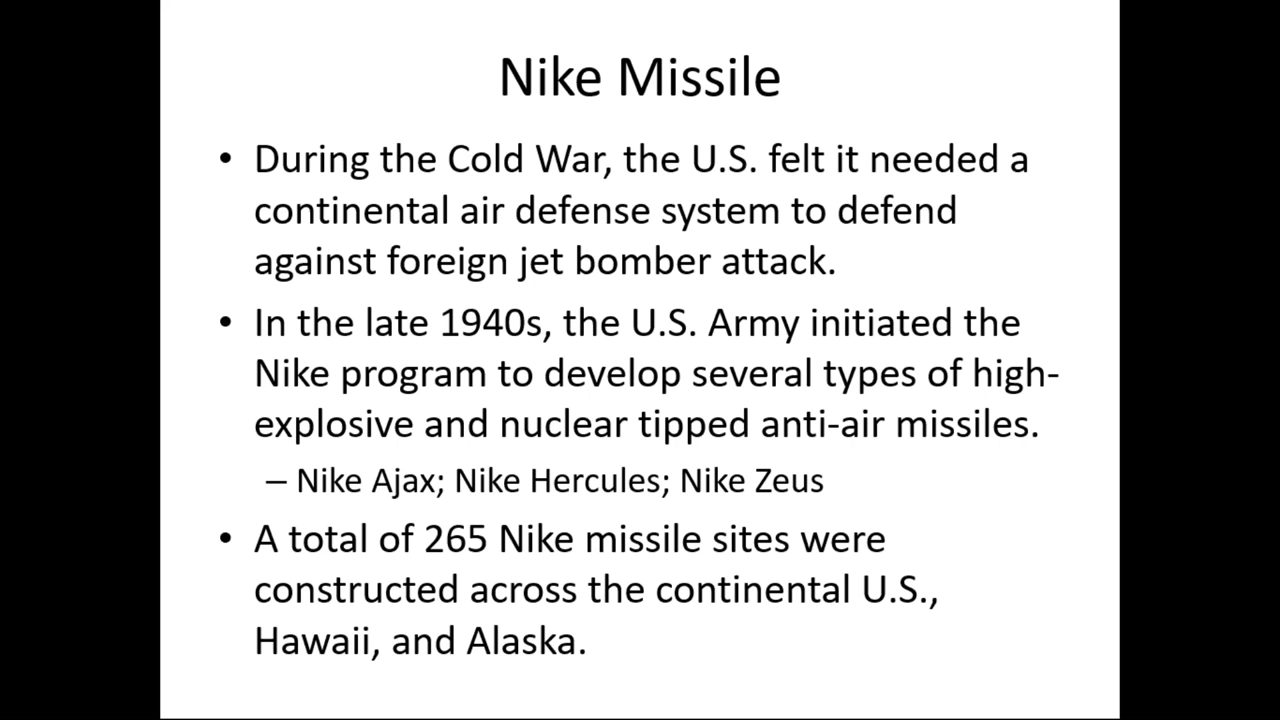 Nike Missile
• During the Cold War, the U.S. felt it needed a
continental air defense system to defend
against foreign jet bomber attack.
• In the late 1940s, the U.S. Army initiated the
Nike program to develop several types of high-
explosive and nuclear tipped anti-air missiles.
– Nike Ajax; Nike Hercules; Nike Zeus
• A total of 265 Nike missile sites were
constructed across the continental U.S.,
Hawaii, and Alaska.